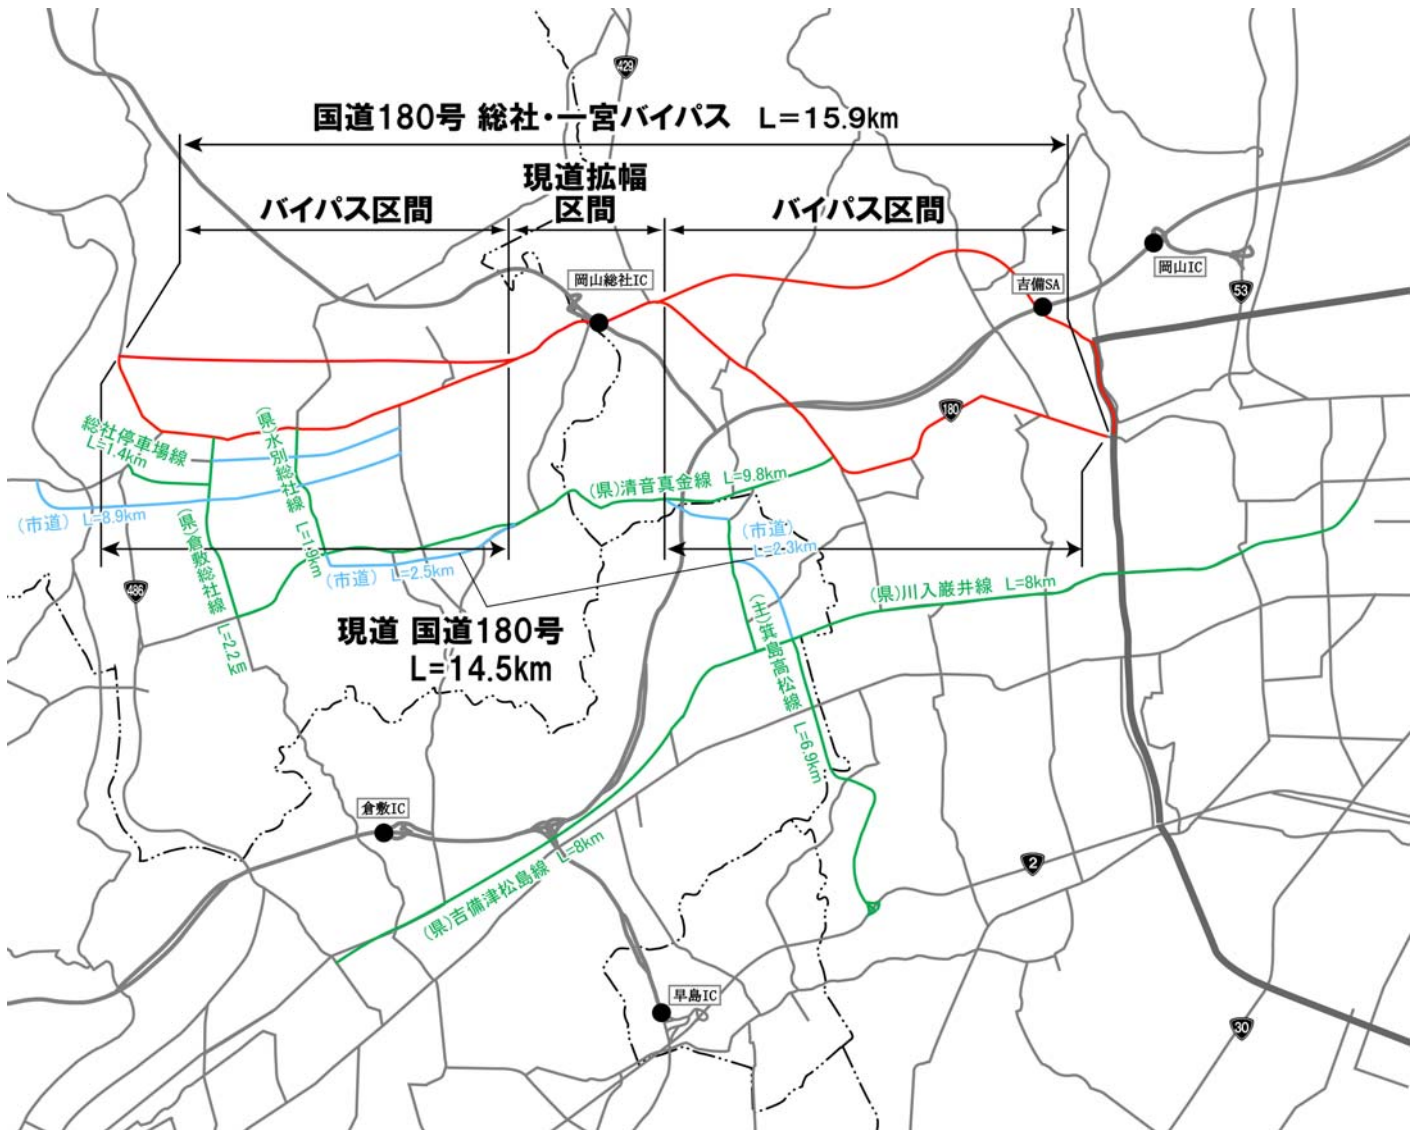 429
国道180号 総社・一宮バイパス L=15.9km
現道拡幅
区間
バイパス区間
バイパス区間
岡山総社IC
吉備SA
岡山IC
53
180
総社停車場線
L=1.4km
(県)水別総社線 L=1.9km
(県)清音真金線 L=9.8km
(市道) L=8.9km
(県)倉敷総社線 L=2.2km
(市道)
L=2.3km
(市道) L=2.5km
486
(県)川入巌井線 L=8km
現道 国道180号
L=14.5km
(主)箕島高松線 L=6.9km
倉敷IC
(県)吉備津松島線 L=8km
2
早島IC
30